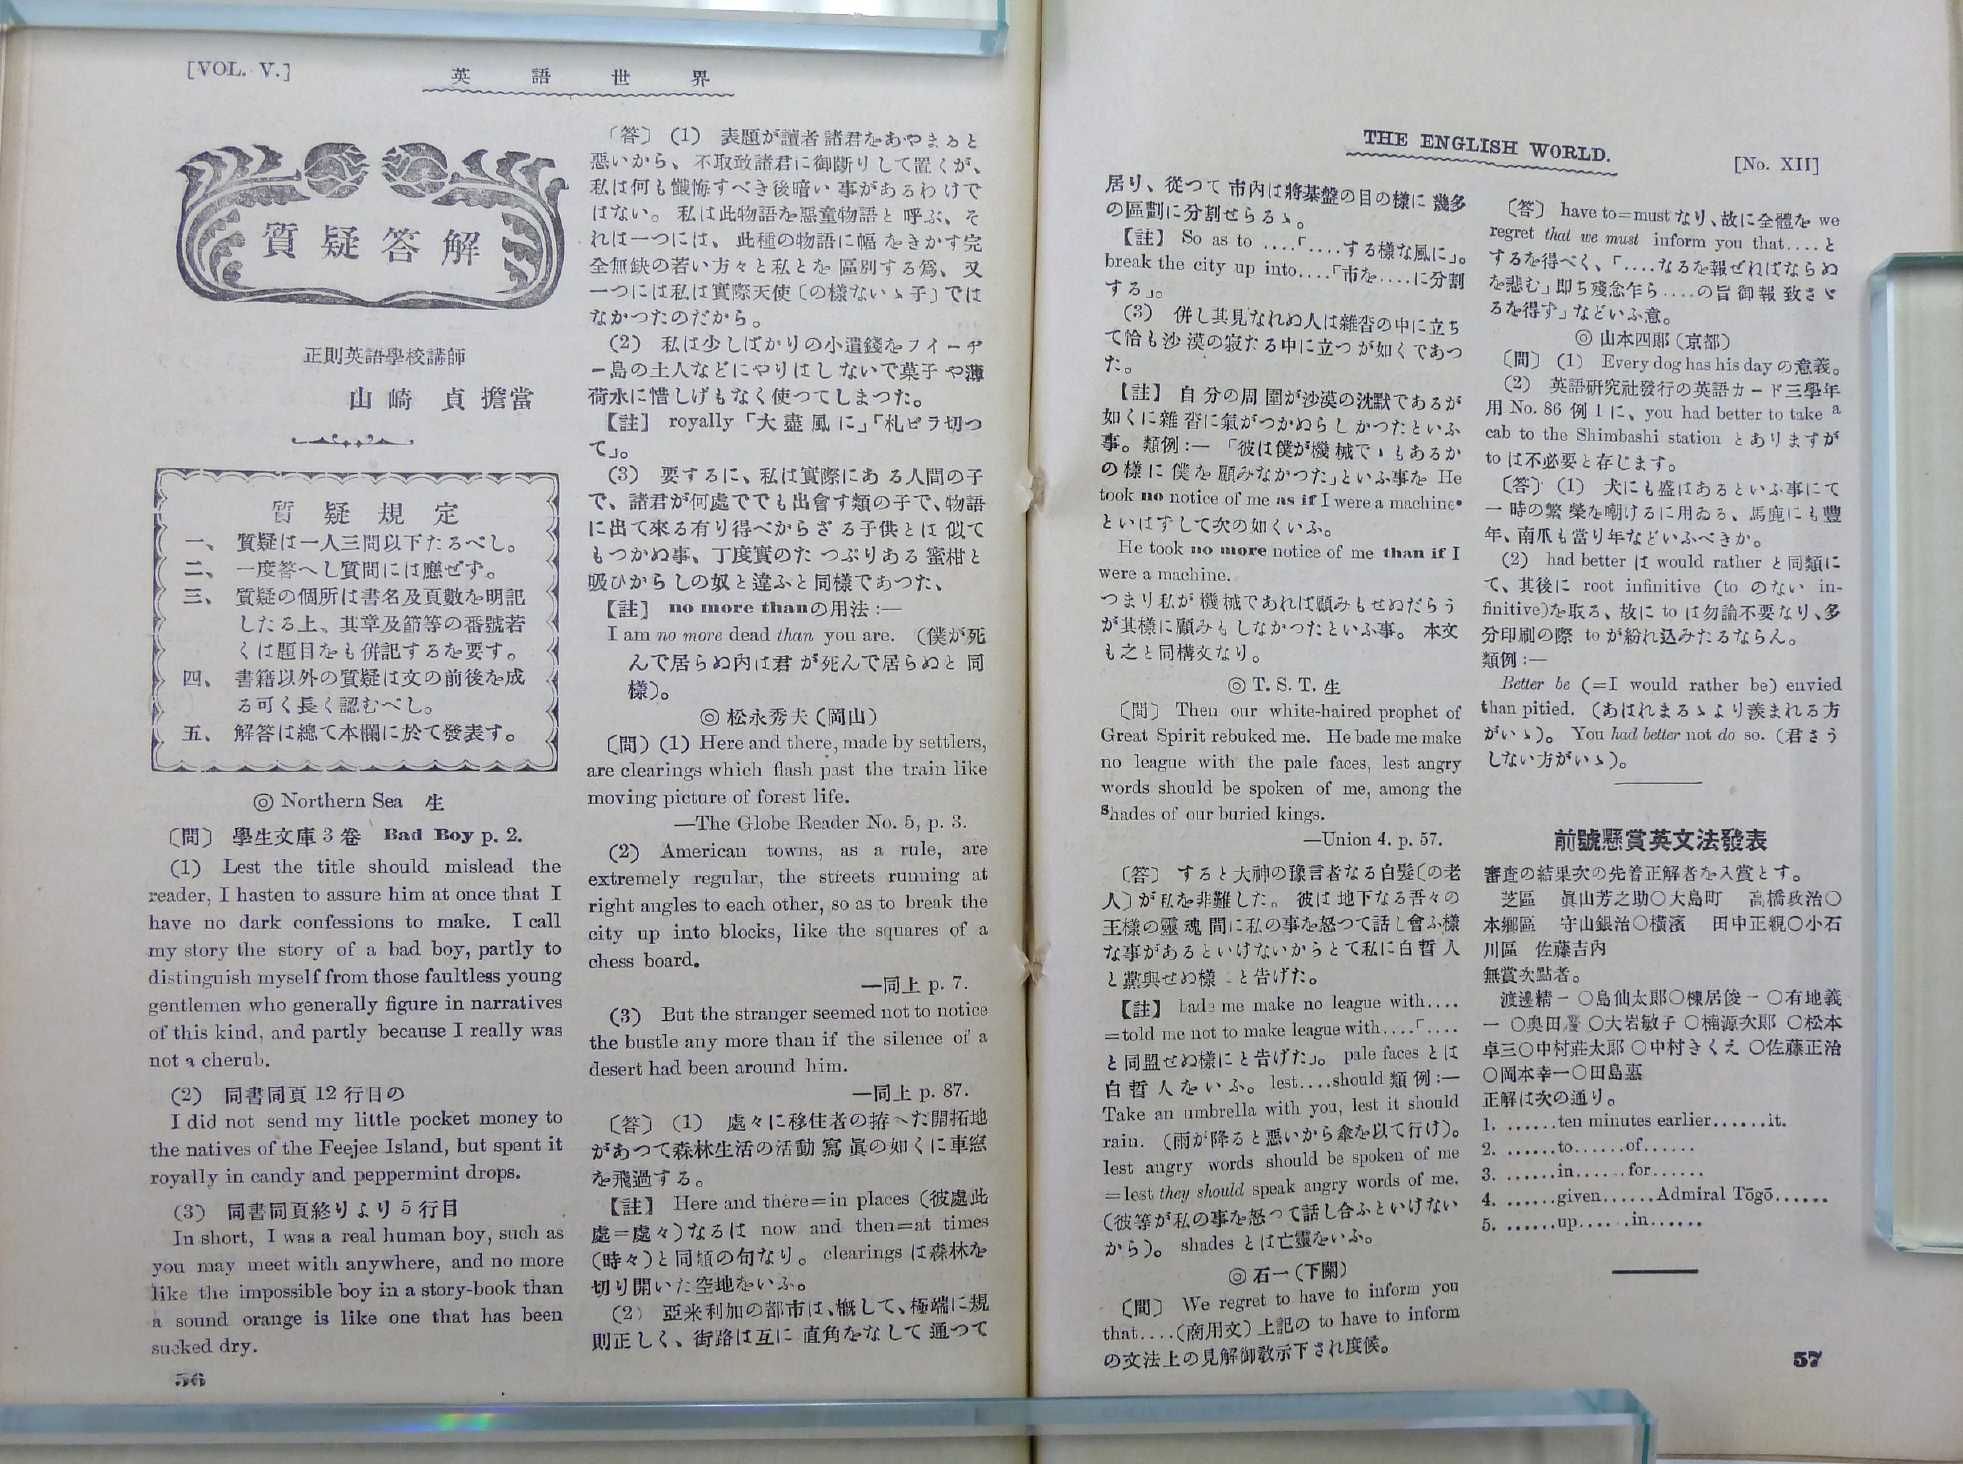 [VOL. V.]
英語世界
質疑答解
正則英語學校講師
山崎 貞擔當
質疑規定
一、 質疑は一人三問以下たるべし。
二、 一度答へし質問には應ぜず。
三、 質疑の個所は書名及頁數を明記
したる上、其章及節等の番號若
くは題目をも併記するを要す。
四、 書籍以外の質疑は文の前後を成
る可く長く認むべし。
五、 解答は總て本欄に於て發表す。
◎ Northern Sea 生
〔問〕 學生文庫3卷 Bad Boy p. 2.
(1) Lest the title should mislead the
reader, I hasten to assure him at once that I
have no dark confessions to make. I call
my story the story of a bad boy, partly to
distinguish myself from those faultless young
gentlemen who generally figure in narratives
of this kind, and partly because I really was
not a cherub.
(2) 同書同頁12行目の
I did not send my little pocket money to
the natives of the Feejee Island, but spent it
royally in candy and peppermint drops.
(3) 同書同頁終りより5行目
In short, I was a real human boy, such as
you may meet with anywhere, and no more
like the impossible boy in a story-book than
a sound orange is like one that has been
sucked dry.
56
〔答〕 (1) 表題が讀者諸君をあやまると
惡いから、不取敢諸君に御斷りして置くが、
私は何も懺悔すべき後暗い事があるわけで
はない。 私は此物語を惡童物語と呼ぶ、そ
れは一つには、此種の物語に幅をきかす完
全無缺の若い方々と私とを區別する爲、又
一つには私は實際天使〔の樣ないゝ子〕では
なかつたのだから。
(2) 私は少しばかりの小遣錢をフイーヂ
ー島の土人などにやりはしないで菓子や薄
荷水に惜しげもなく使つてしまつた。
【註】 royally「大盡風に」「札ビラ切つ
て」。
(3) 要するに、私は實際にある人間の子
で、諸君が何處ででも出會す類の子で、物語
に出て來る有り得べからざる子供とは似て
もつかぬ事、丁度實のたつぷりある蜜柑と
吸ひからしの奴と違ふと同樣であつた、
【註】 no more thanの用法:—
I am no more dead than you are. (僕が死
んで居らぬ内は君が死んで居らぬと同
樣)。
◎ 松永秀夫(岡山)
〔問〕(1) Here and there, made by settlers,
are clearings which flash past the train like
moving picture of forest life.
—The Globe Reader No. 5, p. 3.
(2) American towns, as a rule, are
extremely regular, the streets running at
right angles to each other, so as to break the
city up into blocks, like the squares of a
chess board.
—同上 p. 7.
(3) But the stranger seemed not to notice
the bustle any more than if the silence of a
desert had been around him.
—同上 p. 87.
〔答〕 (1) 處々に移住者の拵へた開拓地
があつて森林生活の活動寫眞の如くに車窓
を飛過する。
【註】 Here and there=in places (彼處此
處=處々)なるは now and then=at times
(時々)と同類の句なり。 clearings は森林を
切り開いた空地をいふ。
(2) 亞米利加の都市は、概して、極端に規
則正しく、街路は互に直角をなして通つて
THE ENGLISH WORLD.
[No. XII]
居り、從つて市内は將棊盤の目の樣に幾多
の區劃に分割せらるゝ。
【註】 So as to ....「....する樣な風に」。
break the city up into....「市を....に分割
する」。
(3) 併し其見なれぬ人は雜沓の中に立ち
て恰も沙漠の寂たる中に立つが如くであつ
た。
【註】 自分の周圍が沙漠の沈默であるが
如くに雜沓に氣がつかぬらしかつたといふ
事。類例:— 「彼は僕が機械でゝもあるか
の樣に僕を顧みなかつた」といふ事を He
took no notice of me as if I were a machine.
といはずして次の如くいふ。
He took no more notice of me than if I
were a machine.
つまり私が機械であれば顧みもせぬだらう
が其樣に顧みもしなかつたといふ事。 本文
も之と同構文なり。
◎ T. S. T. 生
〔問〕 Then our white-haired prophet of
Great Spirit rebuked me. He bade me make
no league with the pale faces, lest angry
words should be spoken of me, among the
shades of our buried kings.
—Union 4. p. 57.
〔答〕 すると大神の豫言者なる白髮〔の老
人〕が私を非難した。 彼は地下なる吾々の
王樣の靈魂間に私の事を怒つて話し會ふ樣
な事があるといけないからとて私に白晢人
と黨與せぬ樣 と告げた。
【註】 bade me make no league with....
=told me not to make league with....「....
と同盟せぬ樣にと告げた」。 pale faces とは
白晢人をいふ。 lest....should 類例:—
Take an umbrella with you, lest it should
rain. (雨が降ると惡いから傘を以て行け)。
lest angry words should be spoken of me
=lest they should speak angry words of me.
(彼等が私の事を怒つて話し合ふといけない
から)。 shades とは亡靈をいふ。
◎ 石一(下關)
〔問〕 We regret to have to inform you
that....(商用文)上記の to have to inform
の文法上の見解御教示下され度候。
〔答〕 have to=must なり、故に全體を we
regret that we must inform you that....と
するを得べく、「....なるを報ぜればならぬ
を悲む」即ち殘念乍ら....の旨御報致さゞ
るを得ず」などいふ意。
◎ 山本四郎(京都)
〔問〕 (1) Every dog has his day の意義。
(2) 英語研究社發行の英語カード三學年
用 No. 86 例 1 に、you had better to take a
cab to the Shimbashi station とありますが
to は不必要と存じます。
〔答〕 (1) 犬にも盛はあるといふ事にて
一時の繁榮を嘲けるに用ゐる、馬鹿にも豐
年、南瓜も當り年などいふべきか。
(2) had better は would rather と同類に
て、其後に root infinitive (to のない in-
finitive)を取る、故に to は勿論不要なり、多
分印刷の際 to が紛れ込みたるならん。
類例:—
Better be (=I would rather be) envied
than pitied. (あはれまるゝより羨まれる方
がいゝ)。 You had better not do so. (君さう
しない方がいゝ)。
前號懸賞英文法發表
審査の結果次の先着正解者を入賞とす。
芝區 眞山芳之助〇大島町 高橋政治〇
本鄕區 守山銀治〇橫濱 田中正親〇小石
川區 佐藤吉内
無賞次點者。
渡邊精一 〇島仙太郞〇棟居俊一 〇有地義
一 〇奧田 〇大岩敏子 〇楠源次郞 〇松本
卓三〇中村莊太郞〇中村きくえ 〇佐藤正治
〇岡本幸一〇田島惠
正解は次の通り。
1. ......ten minutes earlier......it.
2. ......to......of......
3. ......in......for......
4. ......given......Admiral Tōgō......
5. ......up......in......
57